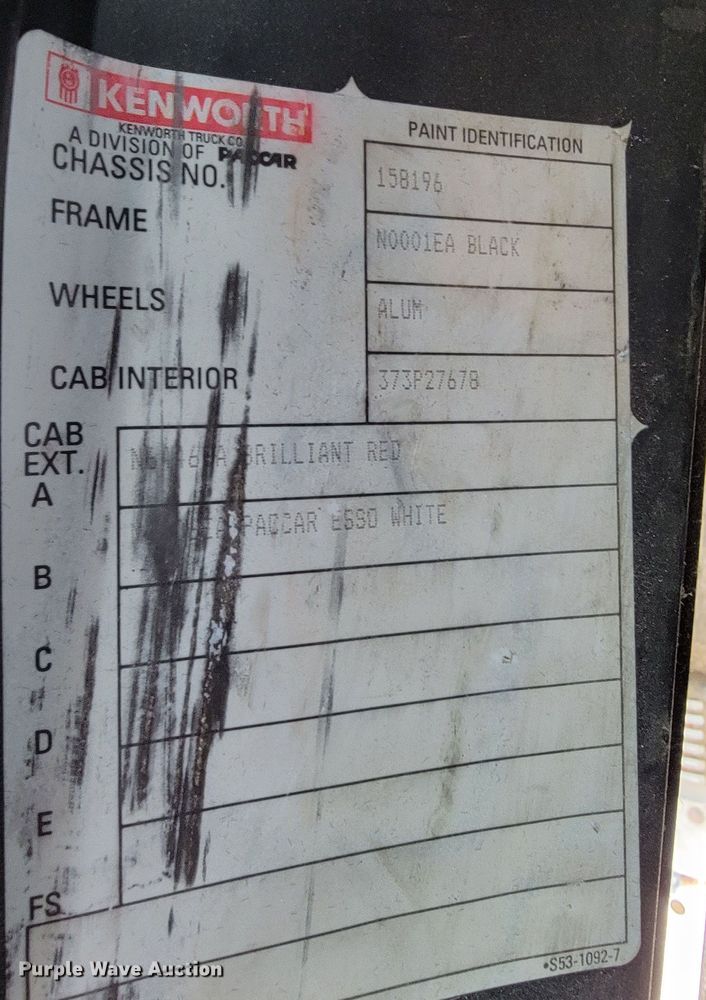 KENWORTH
KENWORTH TRUCK CO.
A DIVISION OF PACCAR
PAINT IDENTIFICATION
CHASSIS NO. 158196
FRAME N0001EA BLACK
WHEELS ALUM
CAB INTERIOR 373P27678
CAB
EXT.
A BRILLIANT RED
PACCAR ESSO WHITE
B
C
D
E
FS
•S53-1092-7
Purple Wave Auction